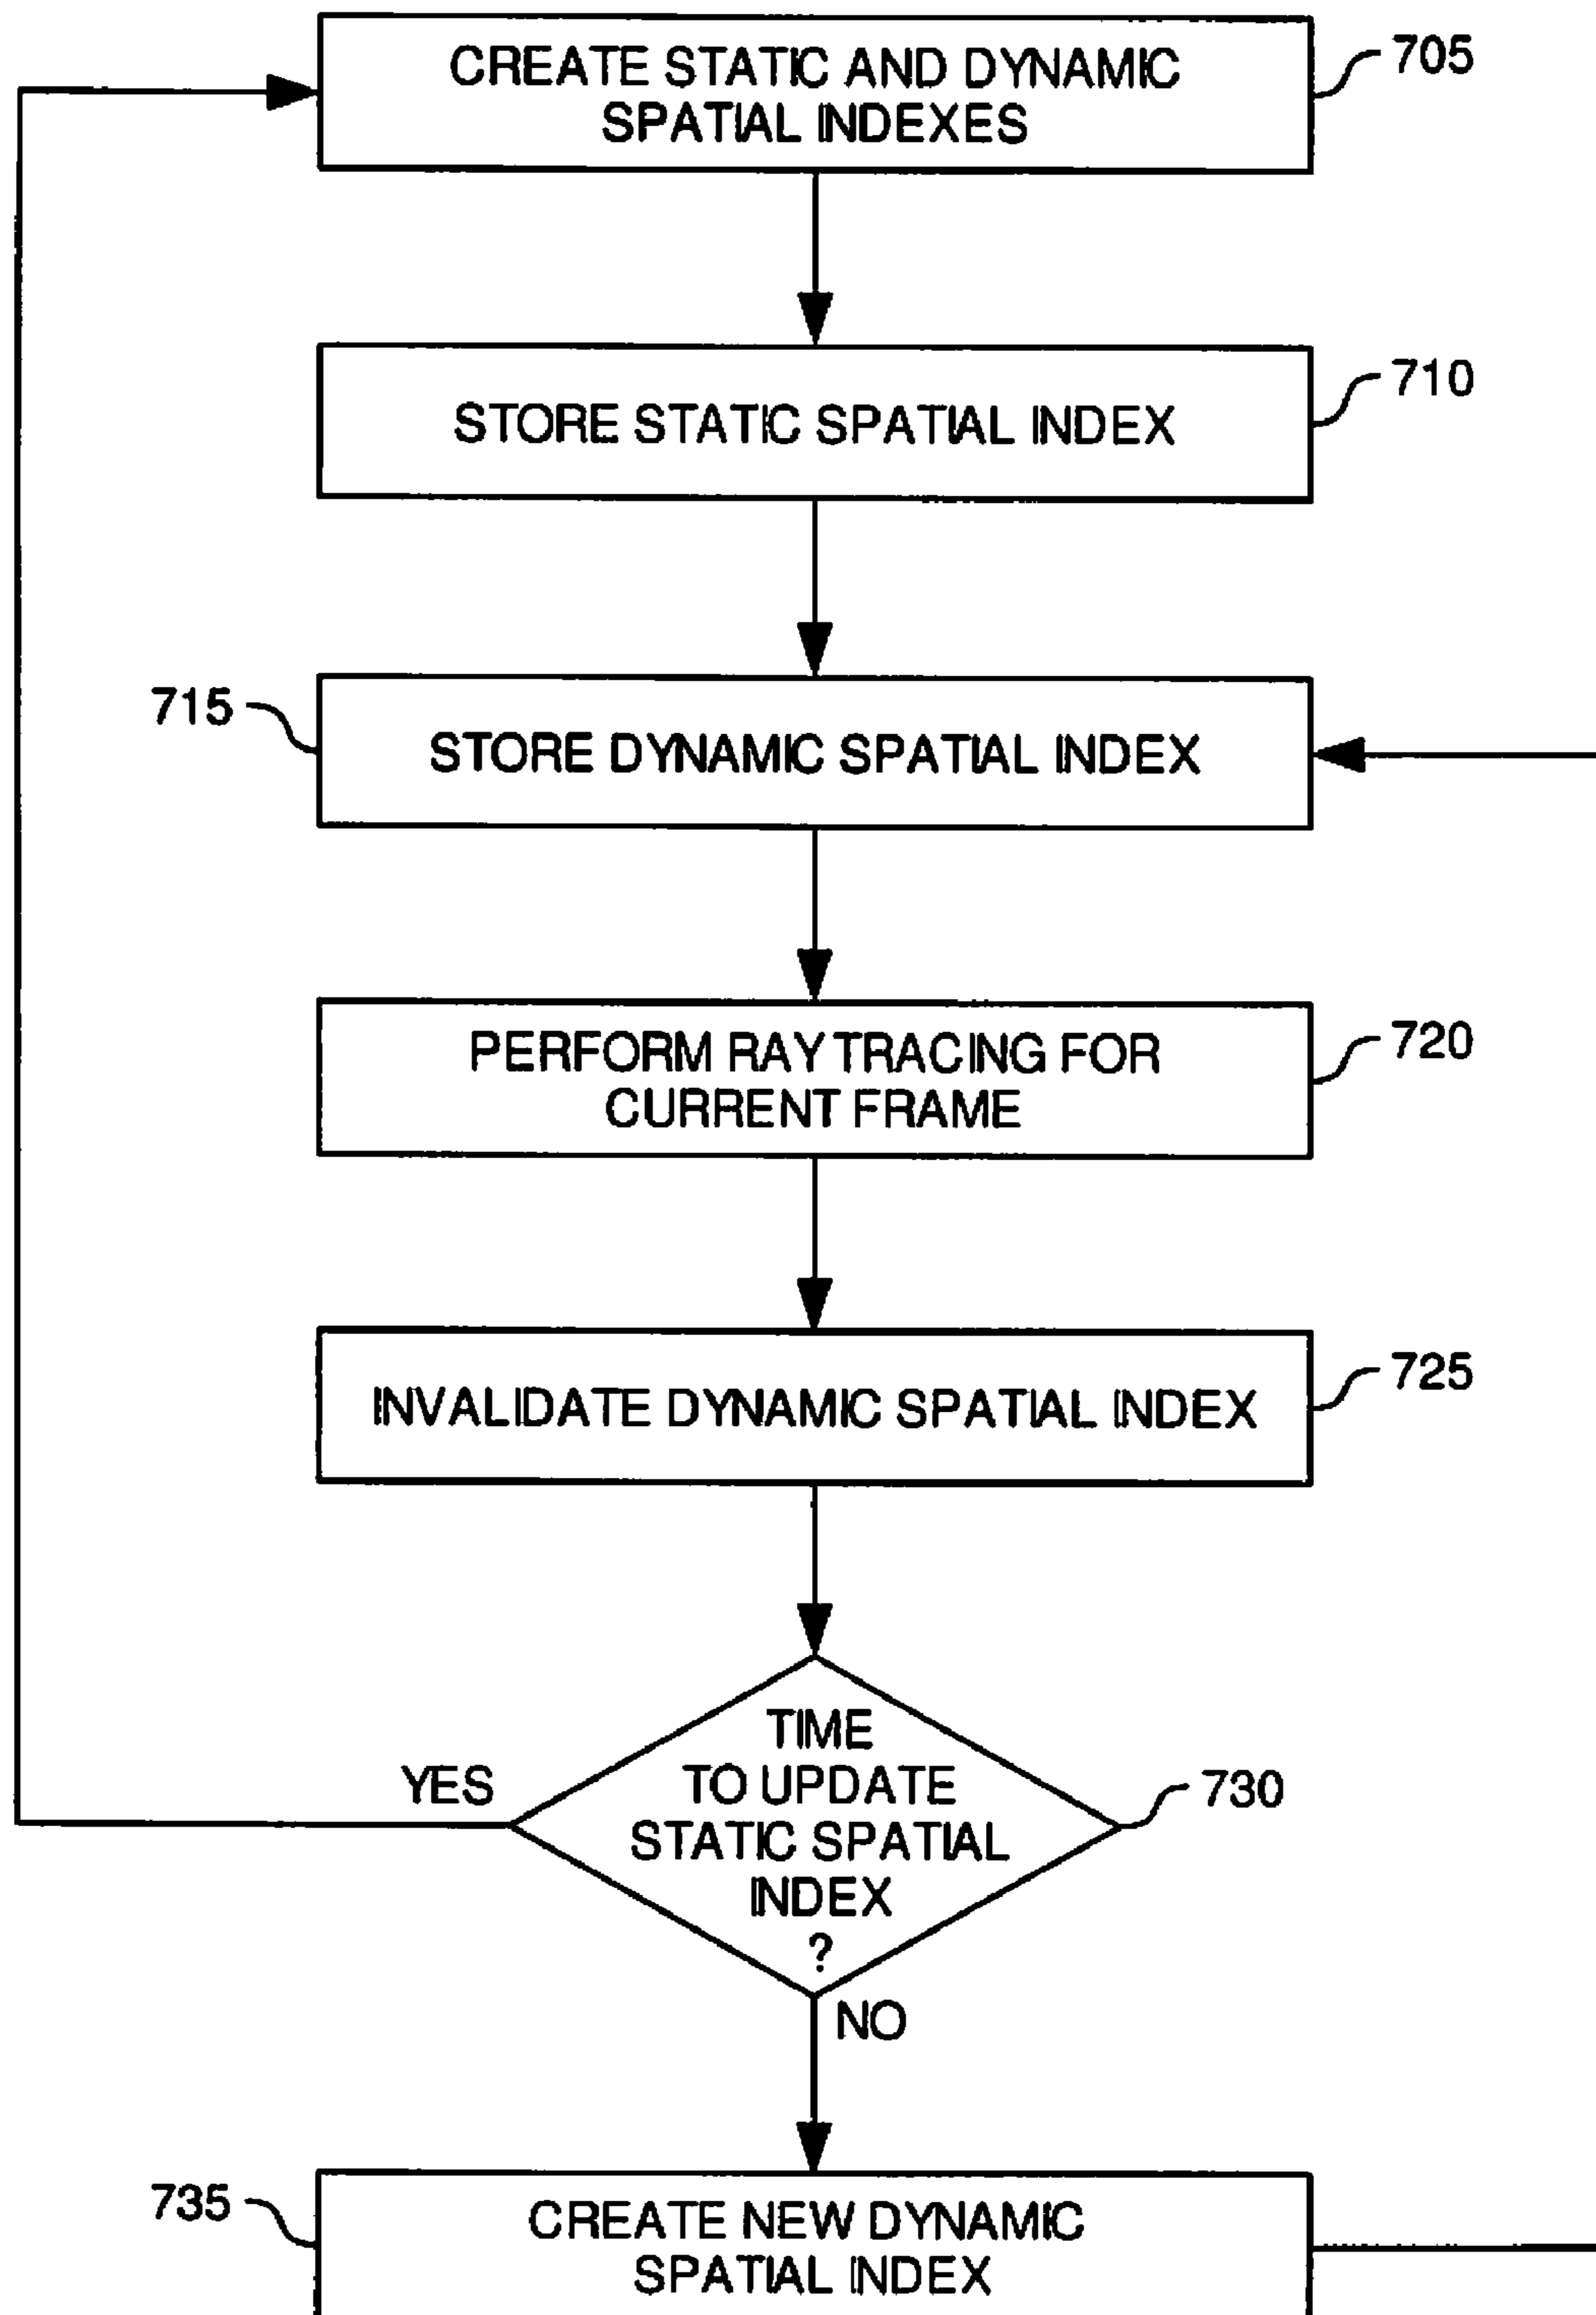 CREATE STATIC AND DYNAMIC
SPATIAL INDEXES
705
STORE STATIC SPATIAL INDEX
710
715
STORE DYNAMIC SPATIAL INDEX
PERFORM RAY TRACING FOR
CURRENT FRAME
720
INVALIDATE DYNAMIC SPATIAL INDEX
725
TIME
TO UPDATE
STATIC SPATIAL
INDEX
?
YES
730
NO
735
CREATE NEW DYNAMIC
SPATIAL INDEX